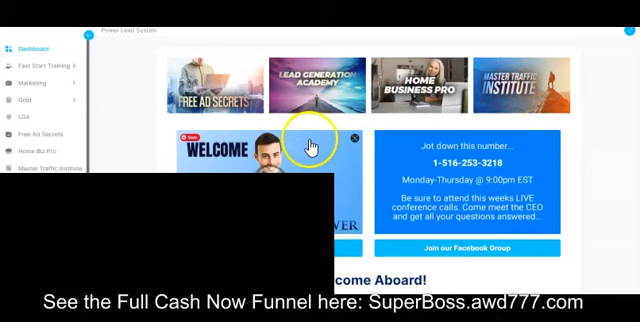 Power Lead System
Dashboard
Fast Start Training
Marketing
Gold
LGA
Free Ad Secrets
Home Biz Pro
Master Traffic Institute
FREE AD SECRETS
LEAD GENERATION
ACADEMY
HOME
BUSINESS PRO
MASTER TRAFFIC
INSTITUTE
Save
WELCOME
Jot down this number...
1-516-253-3218
Monday-Thursday @ 9:00pm EST
Be sure to attend this weeks LIVE
conference calls. Come meet the CEO
and get all your questions answered...
Join our Facebook Group
come Aboard!
See the Full Cash Now Funnel here: SuperBoss.awd777.com